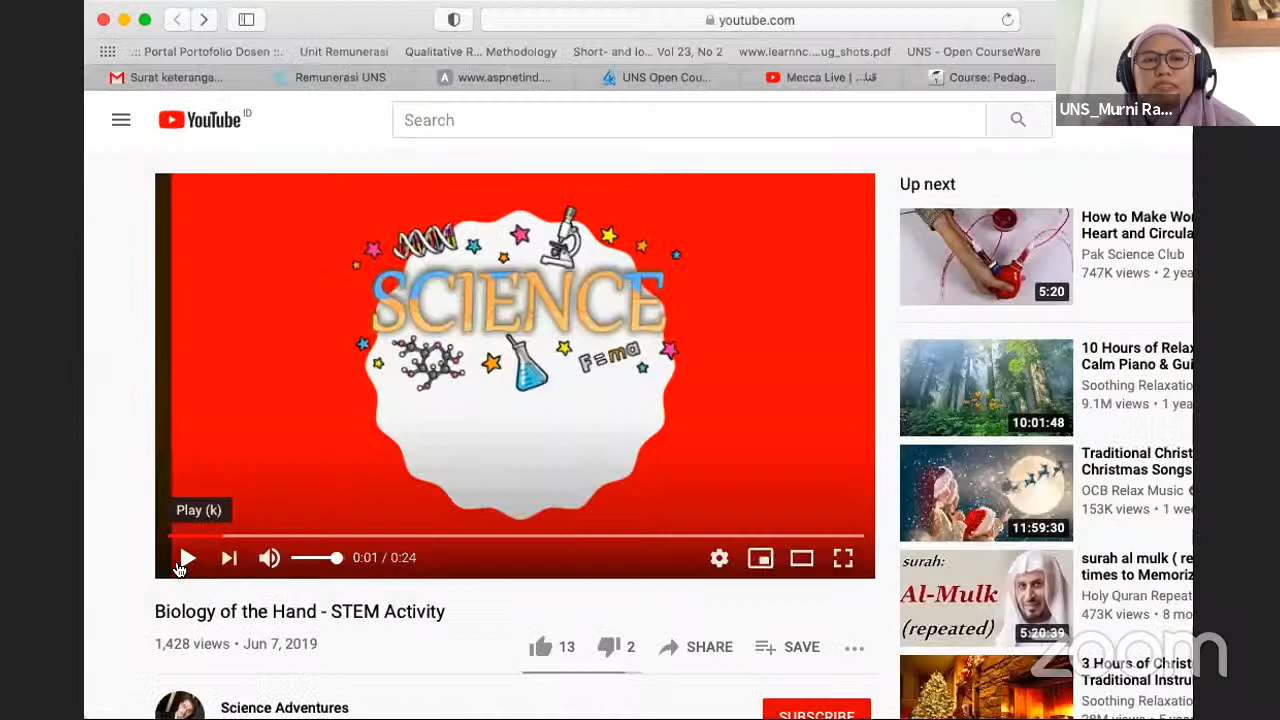 youtube.com
.:: Portal Portofolio Dosen ::. Unit Remunerasi Qualitative R... Methodology Short- and lo... Vol 23, No 2 www.learnnc....ug_shots.pdf UNS - Open CourseWare
Surat keteranga... Remunerasi UNS www.aspnetind.... UNS Open Cou... Mecca Live | ... Course: Pedag...
UNS_Murni Ra...
YouTube ID
Search
Up next
SCIENCE
F=ma
How to Make Wor
Heart and Circula
Pak Science Club
747K views • 2 yea
5:20
10 Hours of Relax
Calm Piano & Gui
Soothing Relaxatio
9.1M views • 1 yea
10:01:48
Traditional Christ
Christmas Songs
OCB Relax Music
153K views • 1 wee
11:59:30
surah:
Al-Mulk
(repeated)
5:20:39
surah al mulk ( re
times to Memoriz
Holy Quran Repeat
473K views • 8 mo
3 Hours of Christ
Traditional Instru
Soothing Relaxatio
Play (k)
0:01 / 0:24
Biology of the Hand - STEM Activity
1,428 views • Jun 7, 2019
13 2 SHARE SAVE
Science Adventures
SUBSCRIBE
zoom